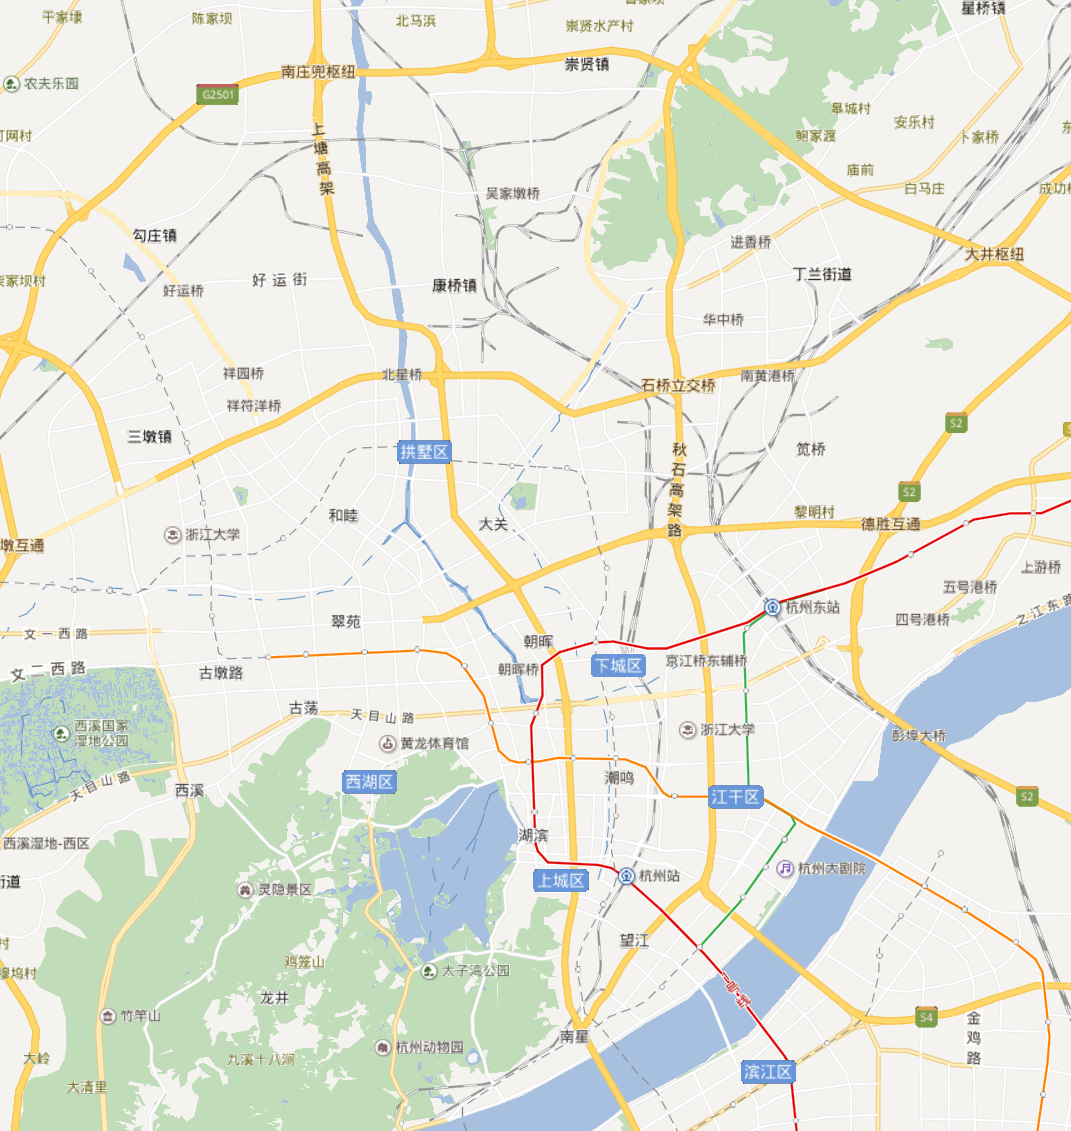 星桥镇
干家埭
陈家坝
北马浜
崇贤水产村
崇贤镇
农夫乐园
南庄兜枢纽
G2501
皋城村
安乐村
卜家桥
鲍家渡
上塘高架
庙前
白马庄
吴家墩桥
勾庄镇
进香桥
大井枢纽
丁兰街道
好运街
康桥镇
好运桥
华中桥
祥园桥
北星桥
南黄港桥
石桥立交桥
祥符洋桥
S2
三墩镇
拱墅区
秋石高架路
笕桥
S2
和睦
大关
黎明村
德胜互通
浙江大学
墩互通
上游桥
五号港桥
杭州东站
四号港桥
之江东路
翠苑
文一西路
朝晖
下城区
京江桥东辅桥
文二西路
古墩路
朝晖桥
古荡
天目山路
西溪国家
湿地公园
黄龙体育馆
浙江大学
彭埠大桥
天目山路
西湖区
潮鸣
西溪
江干区
S2
湖滨
西溪湿地-西区
街道
杭州大剧院
上城区
杭州站
灵隐景区
望江
鸡笼山
太子湾公园
龙井
1号线
竹竿山
S4
金鸡路
南星
杭州动物园
大岭
九溪十八涧
滨江区
大清里